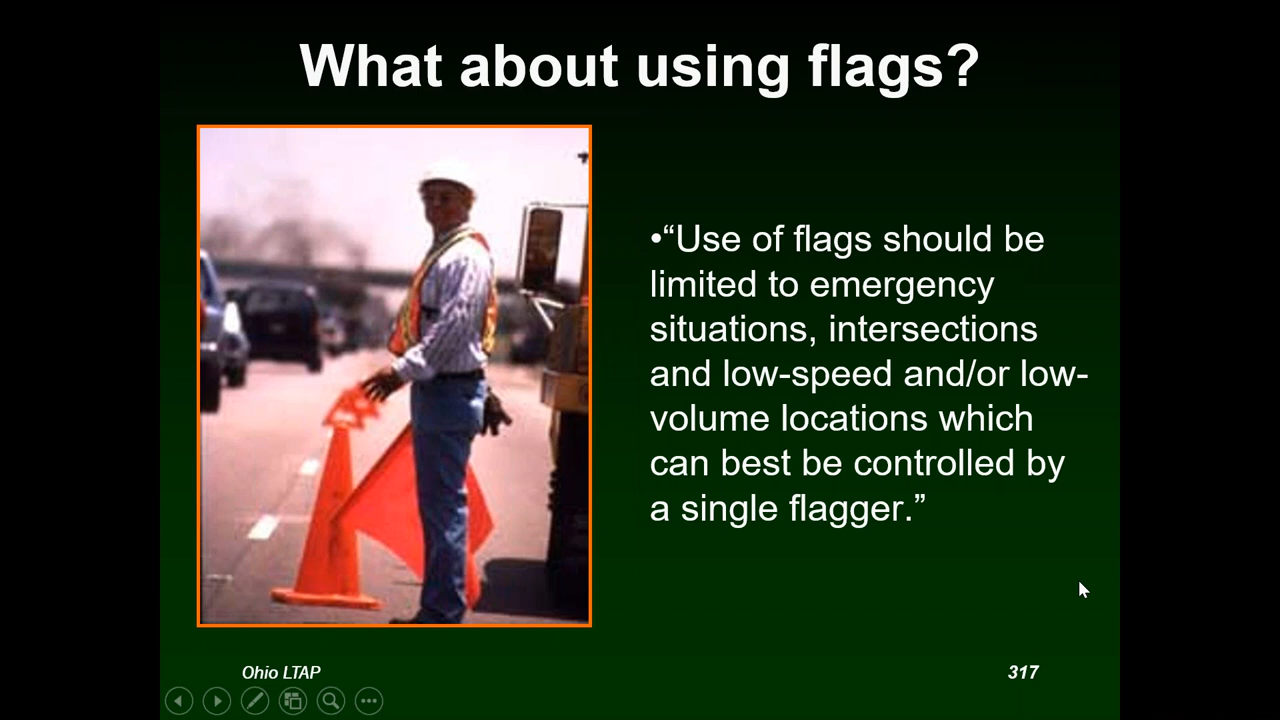 What about using flags?
•“Use of flags should be
limited to emergency
situations, intersections
and low-speed and/or low-
volume locations which
can best be controlled by
a single flagger.”
Ohio LTAP
317